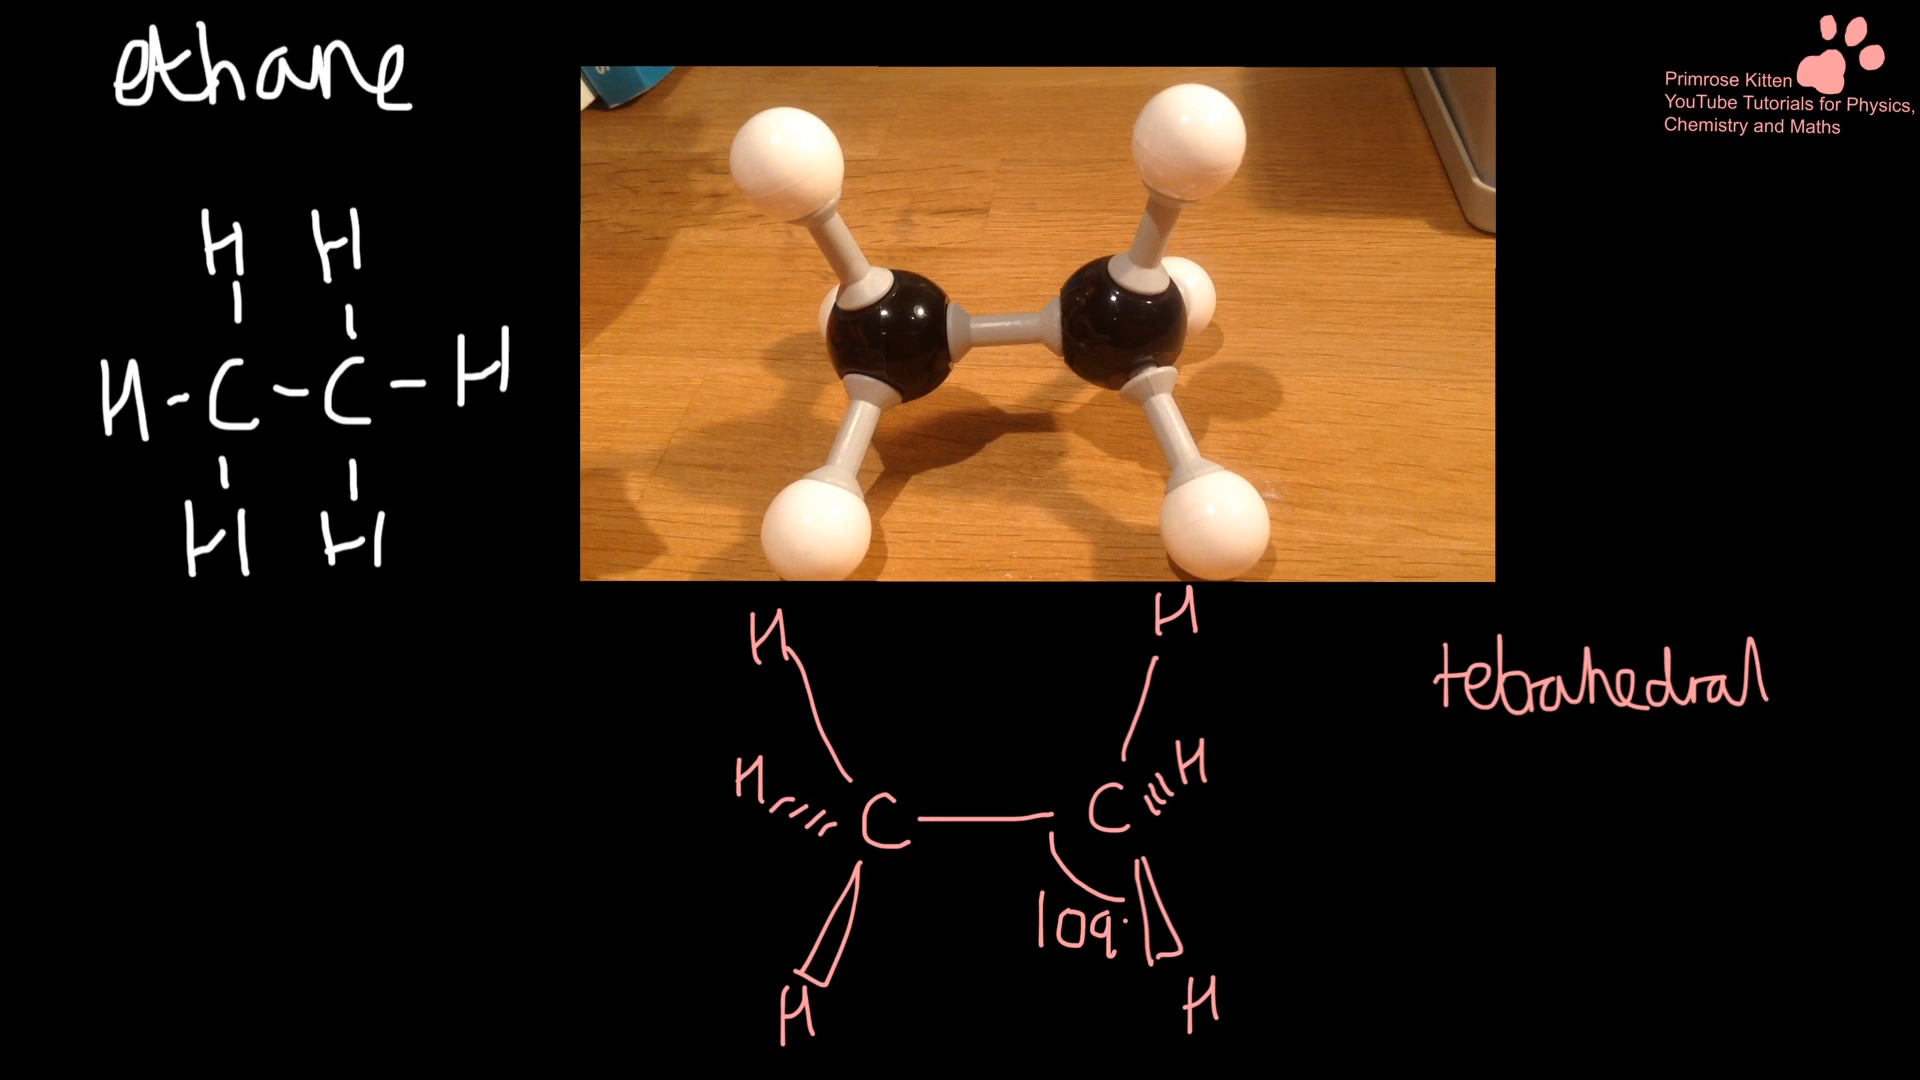 ethane
Primrose Kitten
YouTube Tutorials for Physics,
Chemistry and Maths
H H
H-C-C-H
H H
H H
tetrahedral
H H
C C
109.
H H